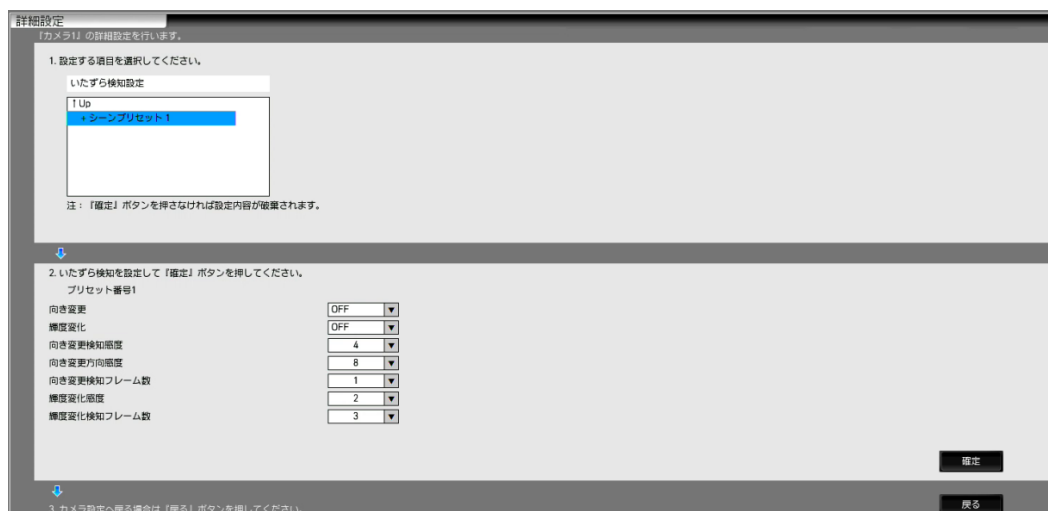 詳細設定
『カメラ1』の詳細設定を行います。
1. 設定する項目を選択してください。
いたずら検知設定
↑Up
+ シーンプリセット1
注：『確定』ボタンを押さなければ設定内容が破棄されます。
2. いたずら検知を設定して『確定』ボタンを押してください。
プリセット番号1
向き変更 OFF
輝度変化 OFF
向き変更検知感度 4
向き変更方向感度 8
向き変更検知フレーム数 1
輝度変化感度 2
輝度変化検知フレーム数 3
確定
3. カメラ設定へ戻る場合は『戻る』ボタンを押してください。
戻る